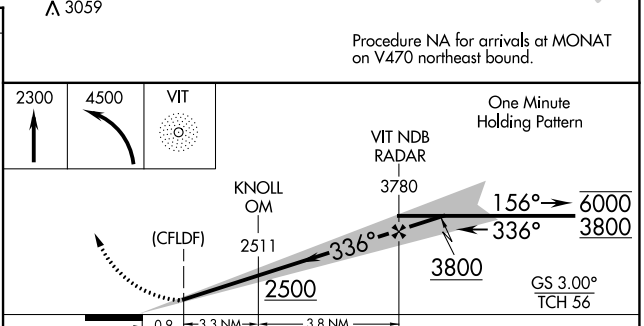 3059
Procedure NA for arrivals at MONAT
on V470 northeast bound.
2300
4500
VIT
One Minute
Holding Pattern
VIT NDB
RADAR
3780
KNOLL
OM
2511
(CFLDF)
156°
6000
3800
336°
336°
3800
2500
GS 3.00°
TCH 56
0.9
3.3 NM
3.8 NM